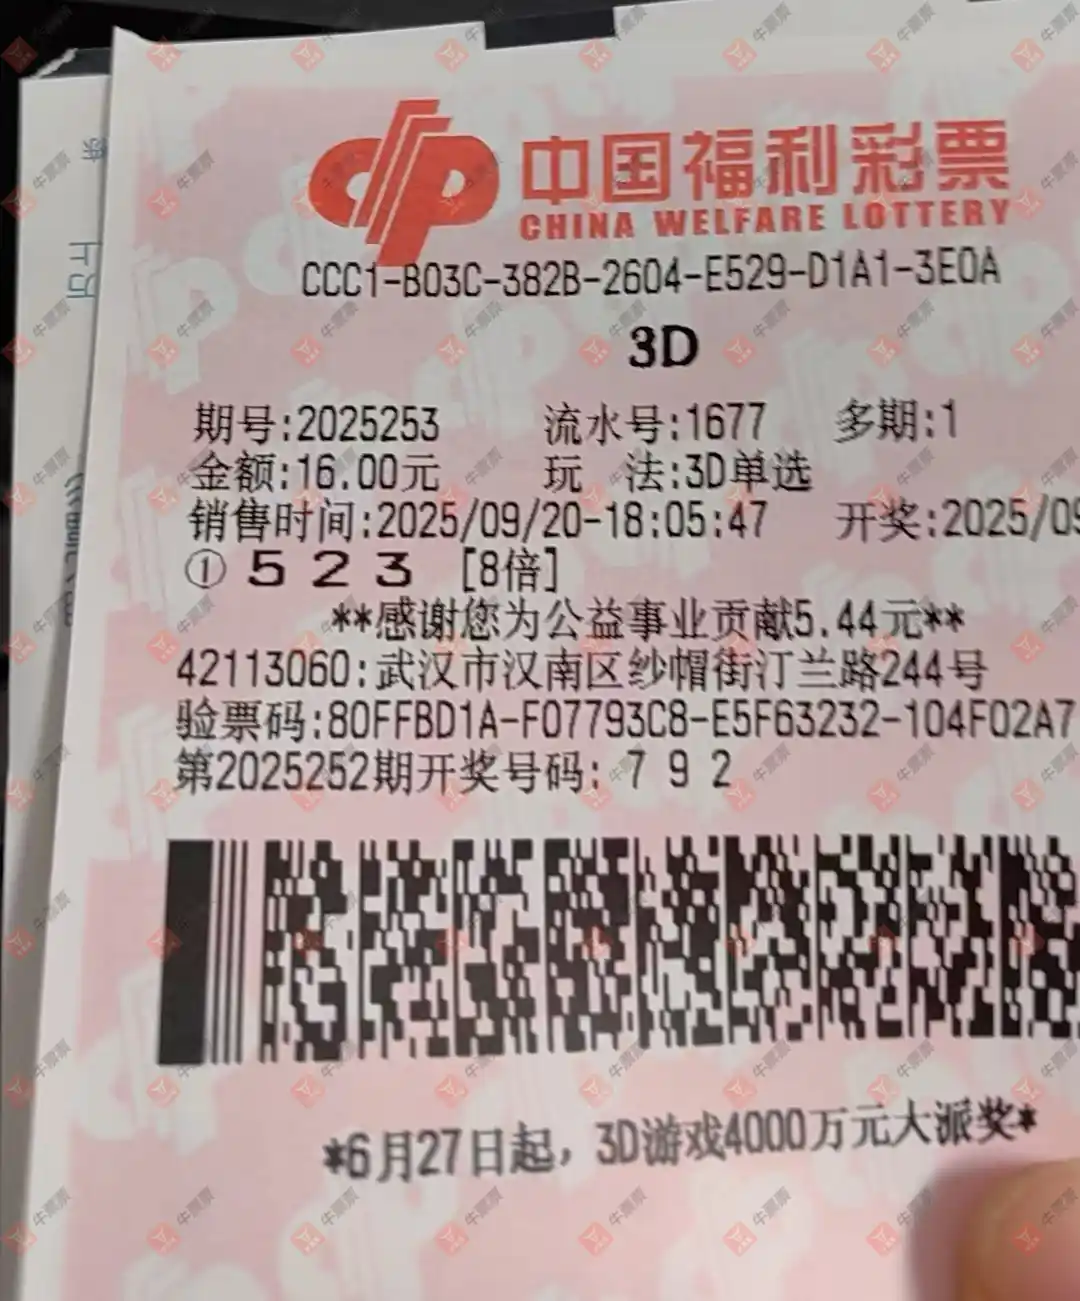 中国福利彩票
CHINA WELFARE LOTTERY
CCC1-B03C-382B-2604-E529-D1A1-3E0A
3D
期号:2025253 流水号:1677 多期:1
金额:16.00元 玩 法:3D单选
销售时间:2025/09/20-18:05:47 开奖:2025/09
① 5 2 3 [8倍]
**感谢您为公益事业贡献5.44元**
42113060:武汉市汉南区纱帽街汀兰路244号
验票码:80FFBD1A-F07793C8-E5F63232-104F02A7
第2025252期开奖号码: 7 9 2
*6月27日起，3D游戏4000万元大派奖*
牛票票